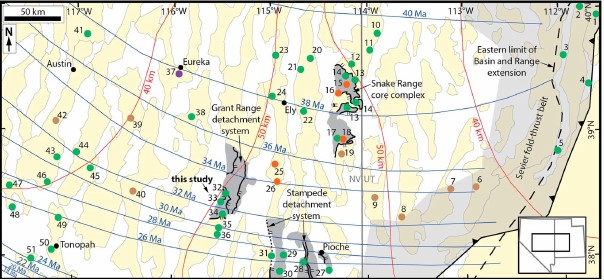 50 km
117°W
116°W
115°W
114°W
113°W
112°W
40°N
39°N
38°N
N
40 Ma
38 Ma
36 Ma
34 Ma
32 Ma
30 Ma
28 Ma
26 Ma
24 Ma
22 Ma
40 km
50 km
50 km
40 km
Austin
Eureka
Ely
Tonopah
Pioche
Snake Range
core complex
Grant Range
detachment
system
Stampede
detachment
system
this study
Eastern limit of
Basin and Range
extension
Sevier fold-thrust belt
NV UT
2
3
4
5
6
7
8
9
10
11
12
13
14
14
15
16
17
18
19
20
21
22
23
24
25
26
27
28
29
30
31
32
33
34
35
36
37
38
39
40
41
42
43
44
45
46
47
48
49
50
51